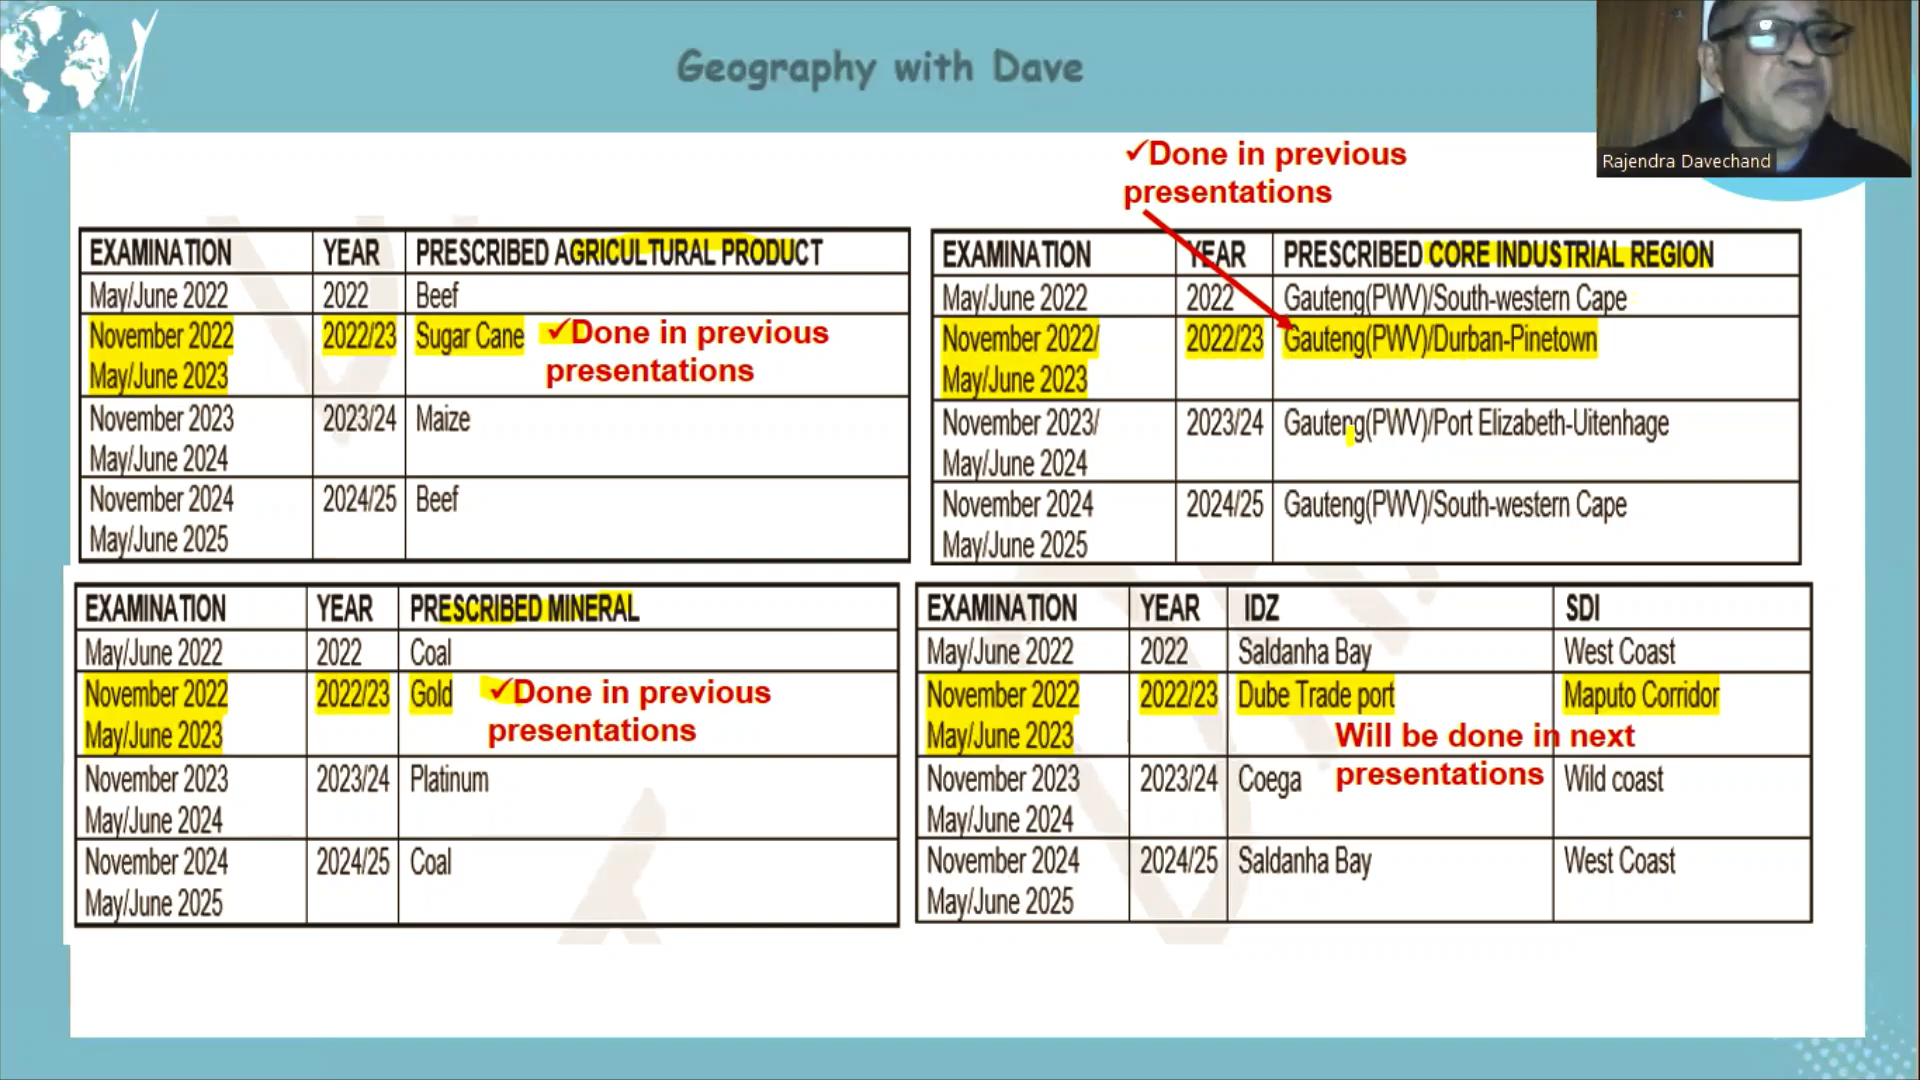 Geography with Dave
Rajendra Davechand
✓Done in previous
presentations
EXAMINATION YEAR PRESCRIBED AGRICULTURAL PRODUCT
May/June 2022 2022 Beef
November 2022 2022/23 Sugar Cane ✓Done in previous
May/June 2023 presentations
November 2023 2023/24 Maize
May/June 2024
November 2024 2024/25 Beef
May/June 2025
EXAMINATION YEAR PRESCRIBED CORE INDUSTRIAL REGION
May/June 2022 2022 Gauteng(PWV)/South-western Cape
November 2022/ 2022/23 Gauteng(PWV)/Durban-Pinetown
May/June 2023
November 2023/ 2023/24 Gauteng(PWV)/Port Elizabeth-Uitenhage
May/June 2024
November 2024 2024/25 Gauteng(PWV)/South-western Cape
May/June 2025
EXAMINATION YEAR PRESCRIBED MINERAL
May/June 2022 2022 Coal
November 2022 2022/23 Gold ✓Done in previous
May/June 2023 presentations
November 2023 2023/24 Platinum
May/June 2024
November 2024 2024/25 Coal
May/June 2025
EXAMINATION YEAR IDZ SDI
May/June 2022 2022 Saldanha Bay West Coast
November 2022 2022/23 Dube Trade port Maputo Corridor
May/June 2023 Will be done in next
presentations
November 2023 2023/24 Coega Wild coast
May/June 2024
November 2024 2024/25 Saldanha Bay West Coast
May/June 2025